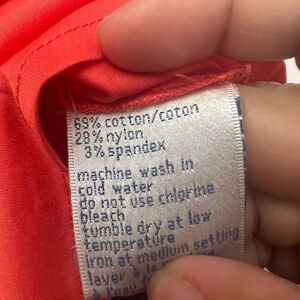 69% cotton/coton
28% nylon
3% spandex
machine wash in
cold water
do not use chlorine
bleach
tumble dry at low
temperature
iron at medium setting
layer a